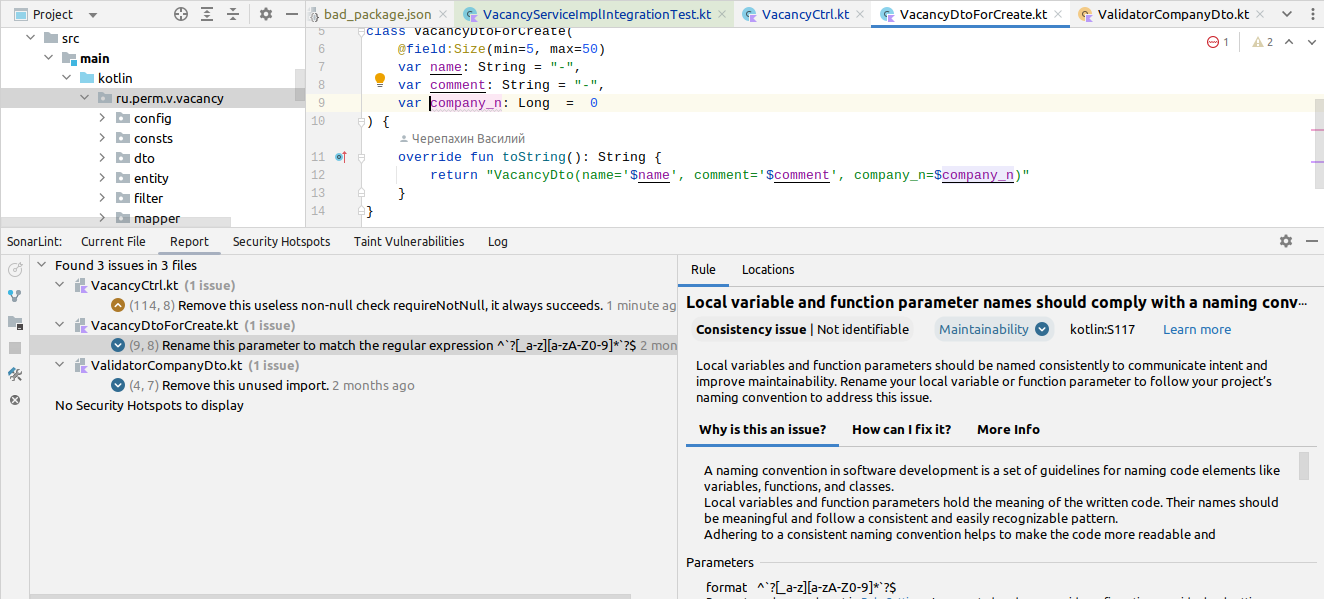 Project
bad_package.json
VacancyServiceImplIntegrationTest.kt
VacancyCtrl.kt
VacancyDtoForCreate.kt
ValidatorCompanyDto.kt
src
main
kotlin
ru.perm.v.vacancy
config
consts
dto
entity
filter
mapper
5 class VacancyDtoForCreate(
6 @field:Size(min=5, max=50)
7 var name: String = "-",
8 var comment: String = "-",
9 var company_n: Long = 0
10 ) {
Черепахин Василий
11 override fun toString(): String {
12 return "VacancyDto(name='$name', comment='$comment', company_n=$company_n)"
13 }
14 }
1 2
SonarLint: Current File Report Security Hotspots Taint Vulnerabilities Log
Found 3 issues in 3 files
VacancyCtrl.kt (1 issue)
(114, 8) Remove this useless non-null check requireNotNull, it always succeeds. 1 minute ag
VacancyDtoForCreate.kt (1 issue)
(9, 8) Rename this parameter to match the regular expression ^`?[_a-z][a-zA-Z0-9]*`?$ 2 mon
ValidatorCompanyDto.kt (1 issue)
(4, 7) Remove this unused import. 2 months ago
No Security Hotspots to display
Rule Locations
Local variable and function parameter names should comply with a naming conv...
Consistency issue | Not identifiable Maintainability kotlin:S117 Learn more
Local variables and function parameters should be named consistently to communicate intent and
improve maintainability. Rename your local variable or function parameter to follow your project's
naming convention to address this issue.
Why is this an issue? How can I fix it? More Info
A naming convention in software development is a set of guidelines for naming code elements like
variables, functions, and classes.
Local variables and function parameters hold the meaning of the written code. Their names should
be meaningful and follow a consistent and easily recognizable pattern.
Adhering to a consistent naming convention helps to make the code more readable and
Parameters
format ^`?[_a-z][a-zA-Z0-9]*`?$